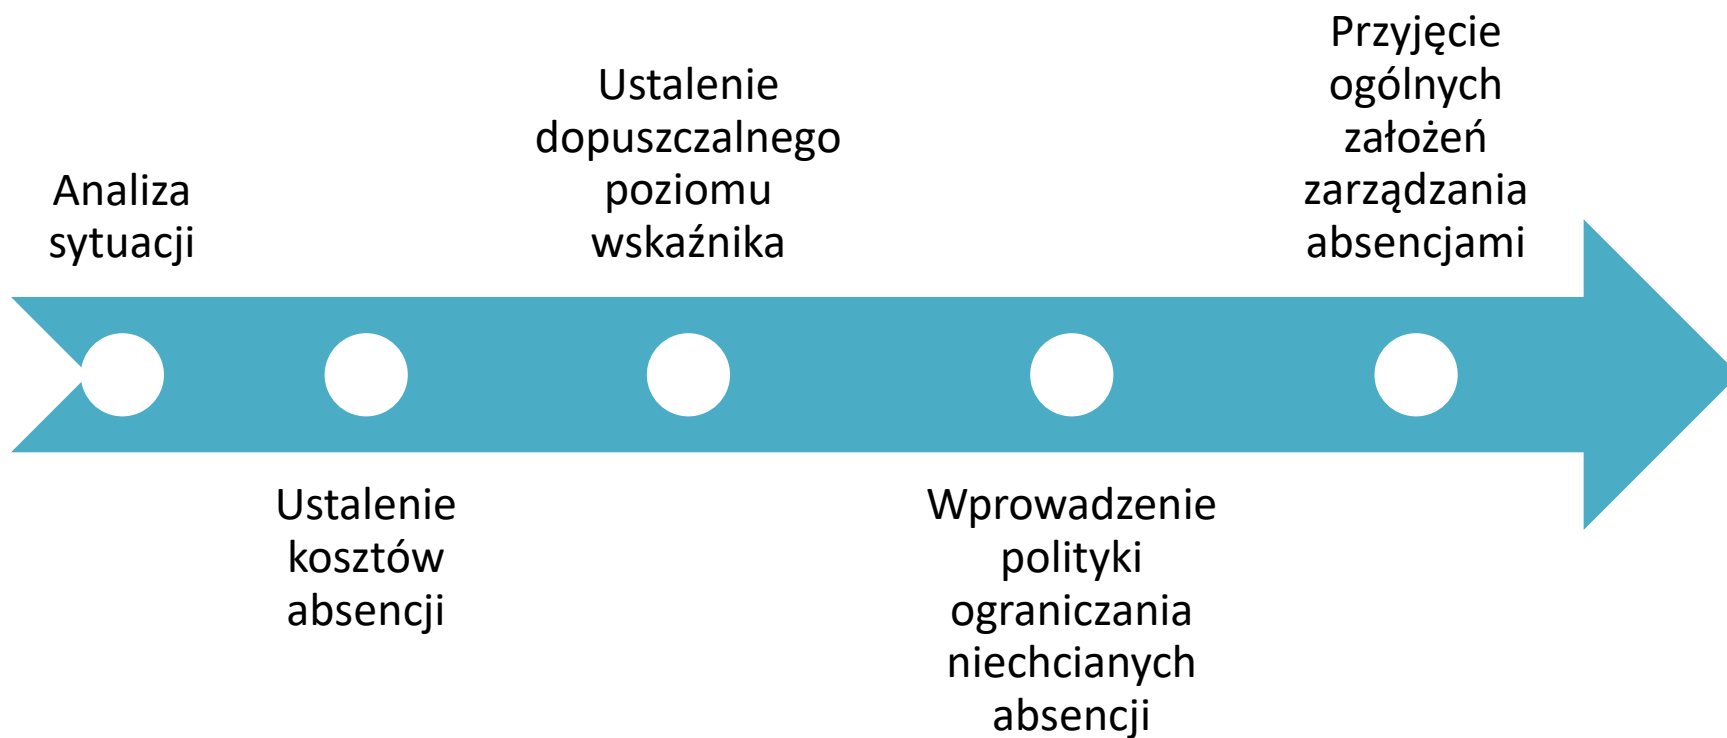 Analiza
sytuacji
Ustalenie
kosztów
absencji
Ustalenie
dopuszczalnego
poziomu
wskaźnika
Wprowadzenie
polityki
ograniczania
niechcianych
absencji
Przyjęcie
ogólnych
założeń
zarządzania
absencjami